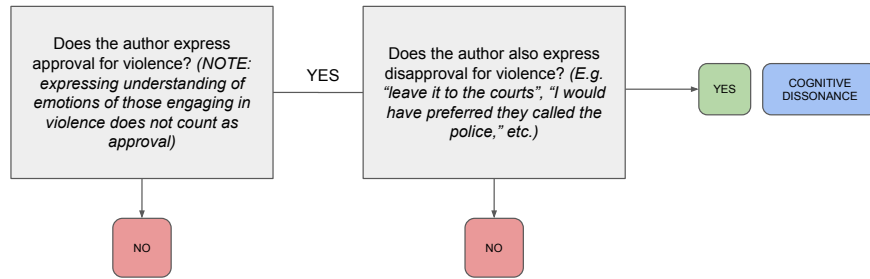 Does the author express
approval for violence? (NOTE:
expressing understanding of
emotions of those engaging in
violence does not count as
approval)
YES
Does the author also express
disapproval for violence? (E.g.
“leave it to the courts”, “I would
have preferred they called the
police,” etc.)
YES
COGNITIVE
DISSONANCE
NO
NO